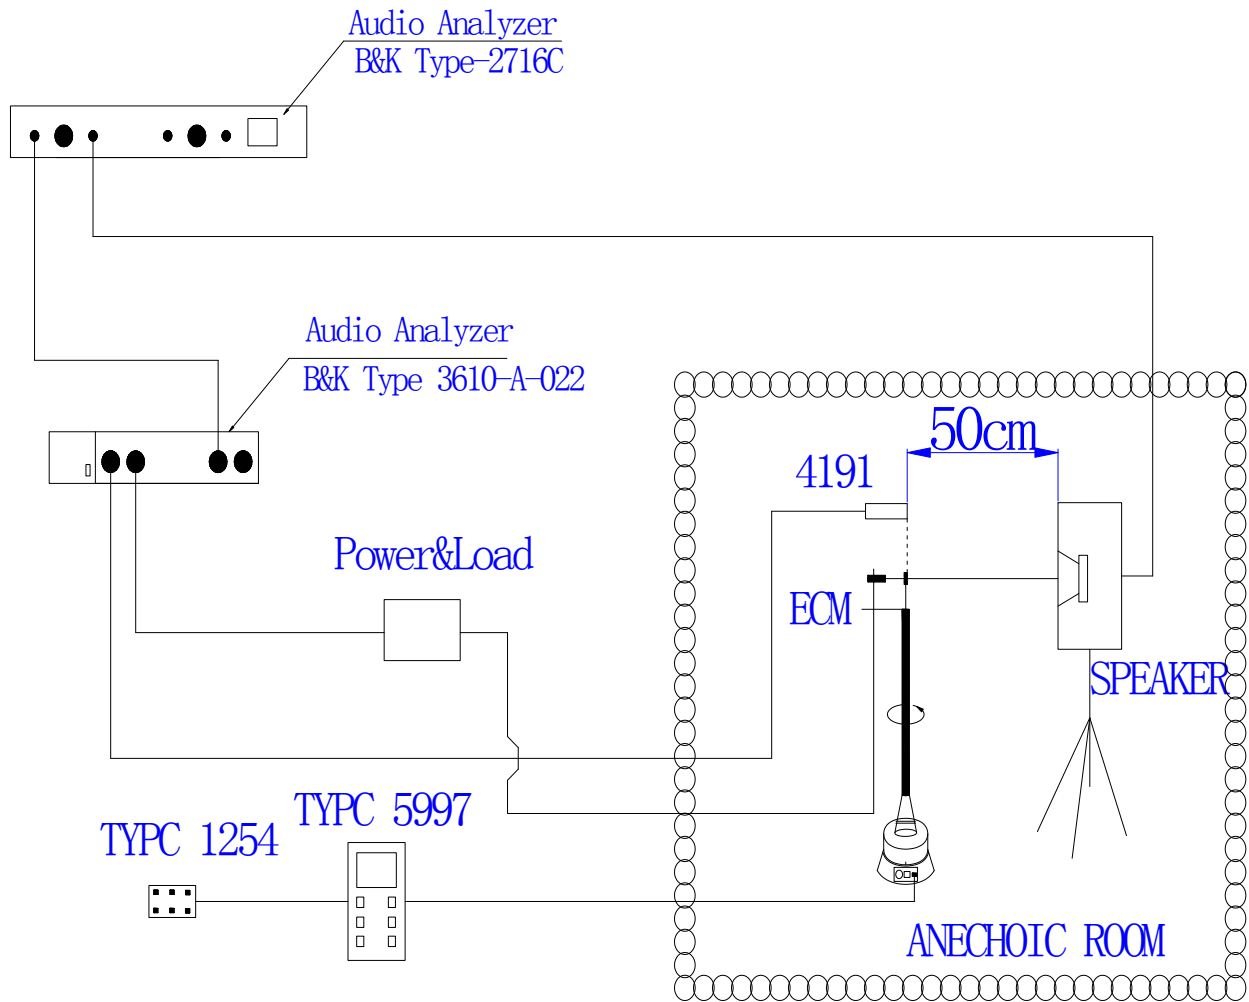 Audio Analyzer
B&K Type-2716C
Audio Analyzer
B&K Type 3610-A-022
50cm
4191
Power&Load
ECM
SPEAKER
TYPC 5997
TYPC 1254
ANECHOIC ROOM